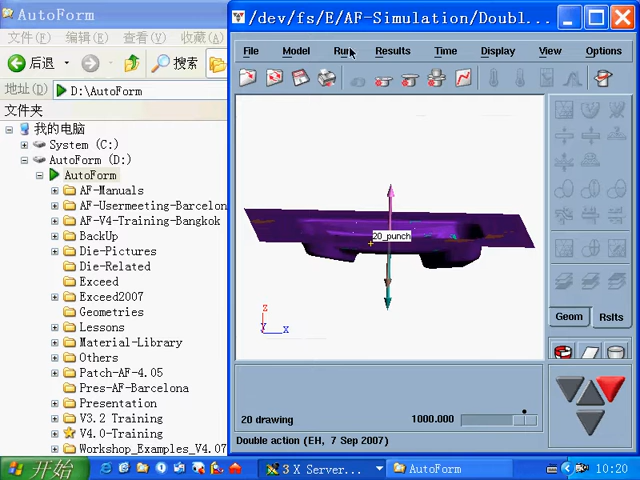 AutoForm
文件(F) 编辑(E) 查看(V) 收藏(A)
后退 搜索
地址(D) D:\AutoForm
文件夹
我的电脑
System (C:)
AutoForm (D:)
AutoForm
AF-Manuals
AF-Usermeeting-Barcelon
AF-V4-Training-Bangkok
BackUp
Die-Pictures
Die-Related
Exceed
Exceed2007
Geometries
Lessons
Material-Library
Others
Patch-AF-4.05
Pres-AF-Barcelona
Presentation
V3.2 Training
V4.0-Training
Workshop_Examples_V4.07
/dev/fs/E/AF-Simulation/Doubl...
File Model Run Results Time Display View Options
20_punch
Z
Y X
Geom Rslts
20 drawing 1000.000
Double action (EH, 7 Sep 2007)
开始 3 X Server... AutoForm 10:20